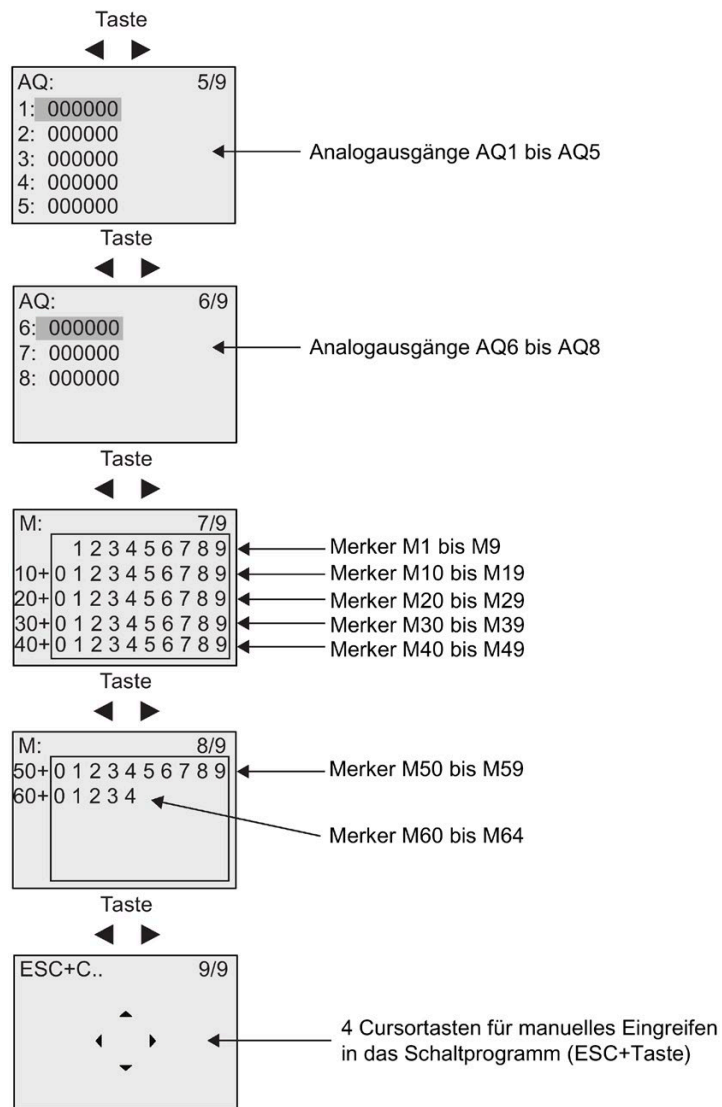 Taste
AQ: 5/9
1: 000000
2: 000000
3: 000000
4: 000000
5: 000000
Analogausgänge AQ1 bis AQ5
Taste
AQ: 6/9
6: 000000
7: 000000
8: 000000
Analogausgänge AQ6 bis AQ8
Taste
M: 7/9
1 2 3 4 5 6 7 8 9 Merker M1 bis M9
10+ 0 1 2 3 4 5 6 7 8 9 Merker M10 bis M19
20+ 0 1 2 3 4 5 6 7 8 9 Merker M20 bis M29
30+ 0 1 2 3 4 5 6 7 8 9 Merker M30 bis M39
40+ 0 1 2 3 4 5 6 7 8 9 Merker M40 bis M49
Taste
M: 8/9
50+ 0 1 2 3 4 5 6 7 8 9 Merker M50 bis M59
60+ 0 1 2 3 4
Merker M60 bis M64
Taste
ESC+C.. 9/9
4 Cursortasten für manuelles Eingreifen
in das Schaltprogramm (ESC+Taste)